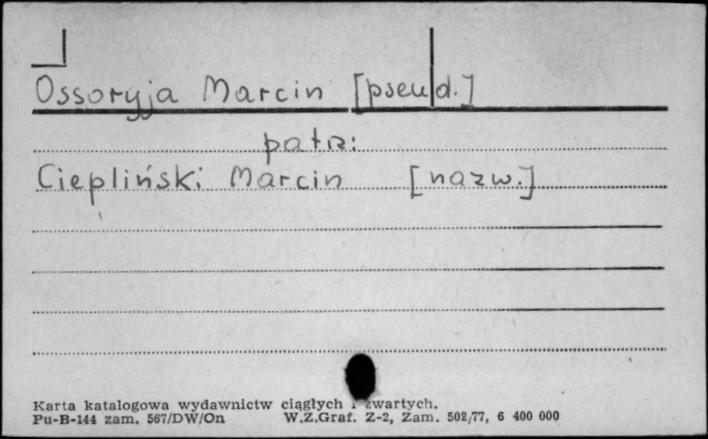 Ossoryja Marcin [pseud.]
patrz:
Ciepliński Marcin [nazw.]
Karta katalogowa wydawnictw ciągłych i zwartych.
Pu-B-144 zam. 567/DW/On W.Z.Graf. Z-2, Zam. 502/77, 6 400 000